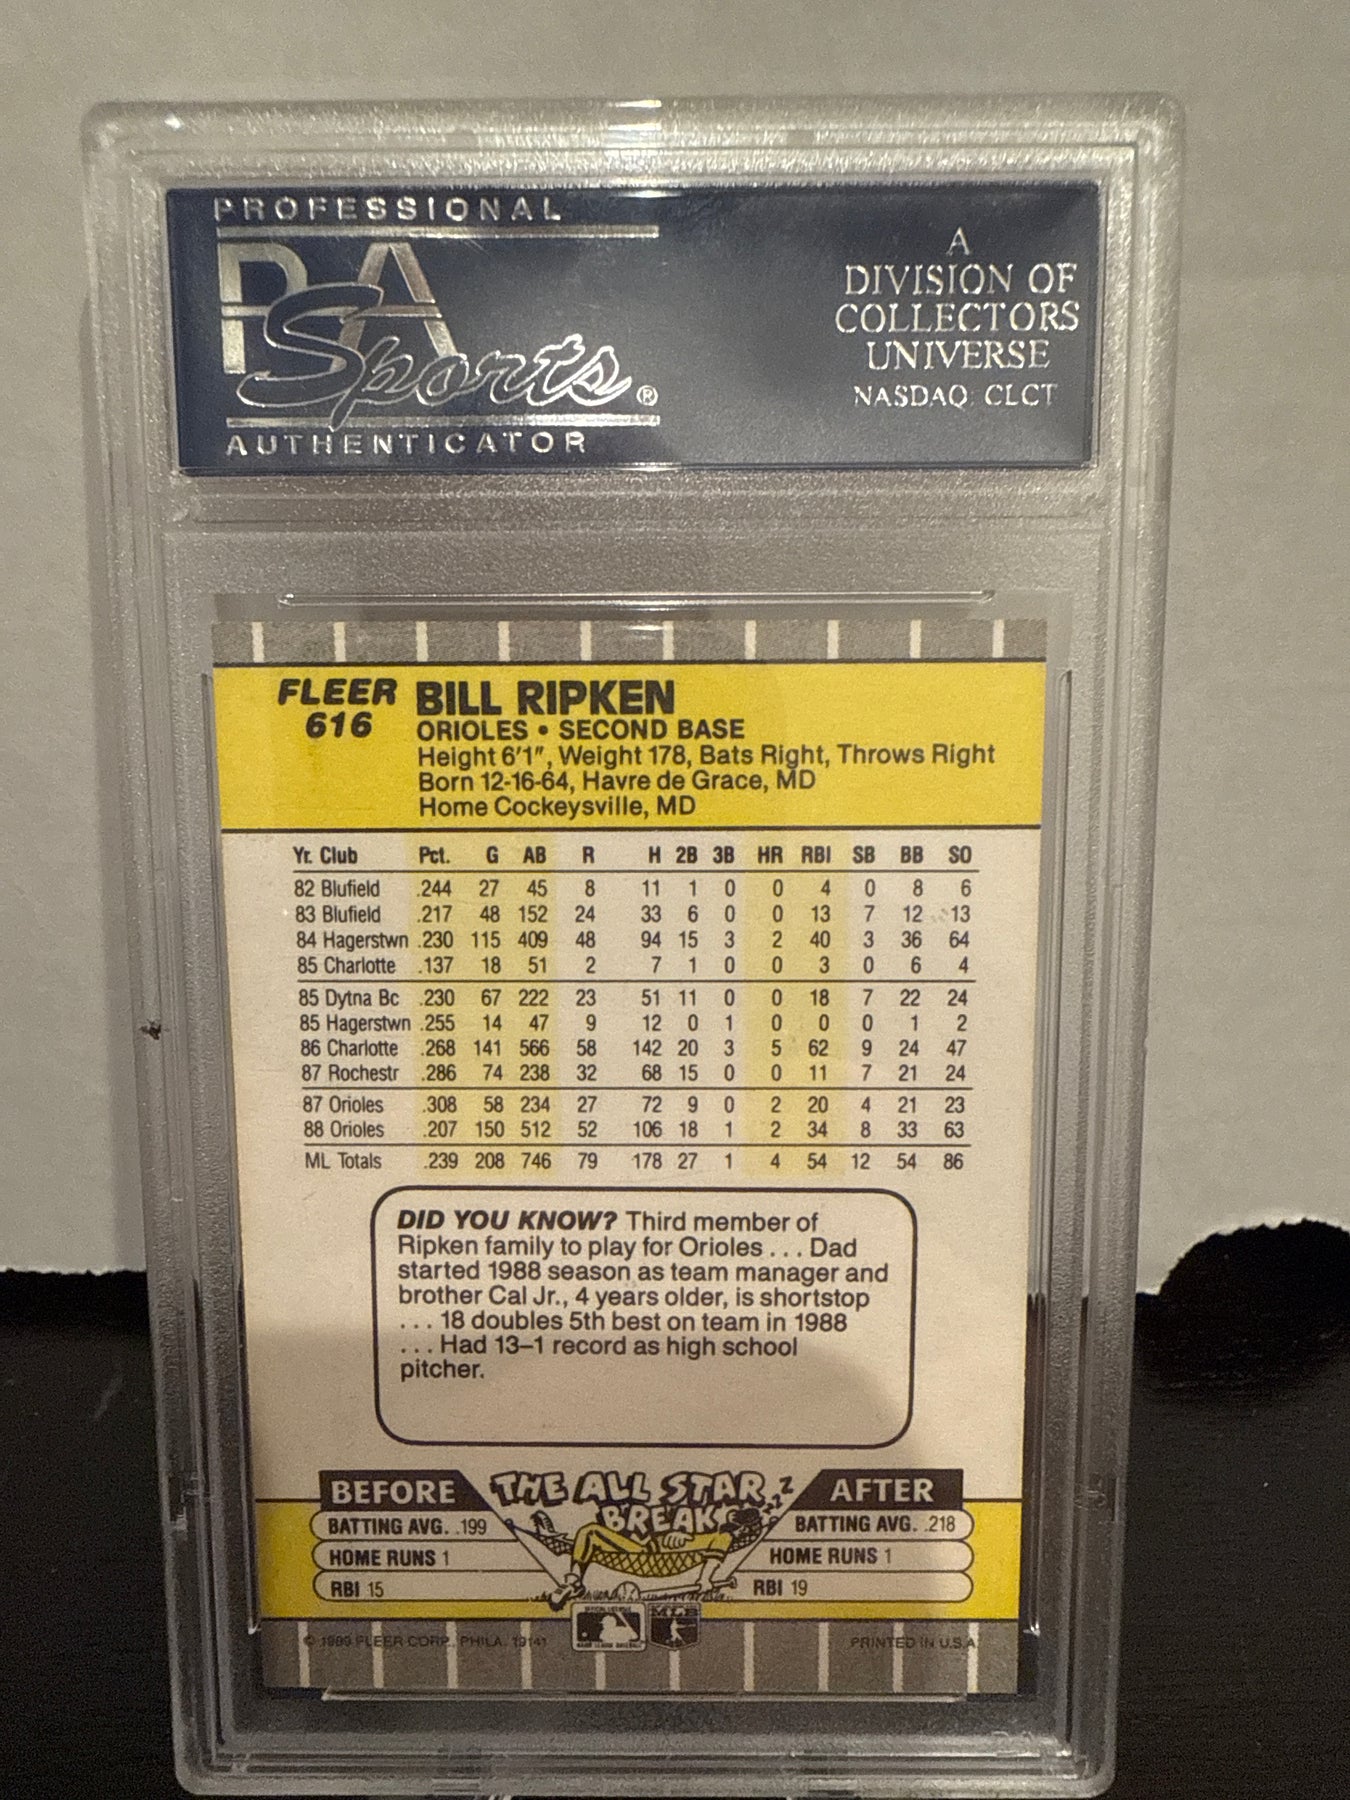 PROFESSIONAL
PSA
Sports®
AUTHENTICATOR
A
DIVISION OF
COLLECTORS
UNIVERSE
NASDAQ: CLCT
FLEER
616
BILL RIPKEN
ORIOLES • SECOND BASE
Height 6'1", Weight 178, Bats Right, Throws Right
Born 12-16-64, Havre de Grace, MD
Home Cockeysville, MD
Yr. Club Pct. G AB R H 2B 3B HR RBI SB BB SO
82 Blufield .244 27 45 8 11 1 0 0 4 0 8 6
83 Blufield .217 48 152 24 33 6 0 0 13 7 12 13
84 Hagerstwn .230 115 409 48 94 15 3 2 40 3 36 64
85 Charlotte .137 18 51 2 7 1 0 0 3 0 6 4
85 Dytna Bc .230 67 222 23 51 11 0 0 18 7 22 24
85 Hagerstwn .255 14 47 9 12 0 1 0 0 0 1 2
86 Charlotte .268 141 566 58 142 20 3 5 62 9 24 47
87 Rochestr .286 74 238 32 68 15 0 0 11 7 21 24
87 Orioles .308 58 234 27 72 9 0 2 20 4 21 23
88 Orioles .207 150 512 52 106 18 1 2 34 8 33 63
ML Totals .239 208 746 79 178 27 1 4 54 12 54 86
DID YOU KNOW? Third member of
Ripken family to play for Orioles . . . Dad
started 1988 season as team manager and
brother Cal Jr., 4 years older, is shortstop
. . . 18 doubles 5th best on team in 1988
. . . Had 13–1 record as high school
pitcher.
BEFORE
THE ALL STAR
BREAK
ZZZ
AFTER
BATTING AVG. .199
HOME RUNS 1
RBI 15
BATTING AVG. .218
HOME RUNS 1
RBI 19
MLB
© 1989 FLEER CORP., PHILA. 19141
PRINTED IN U.S.A.